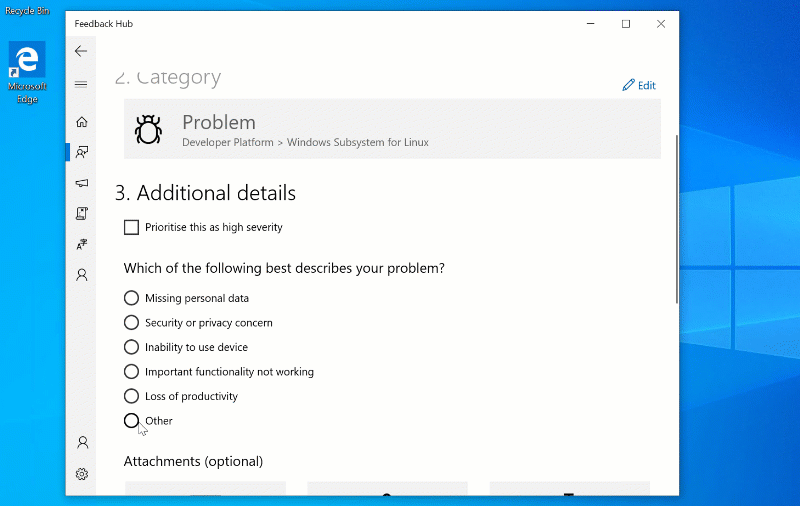 Recycle Bin
Microsoft
Edge
Feedback Hub
2. Category
Edit
Problem
Developer Platform > Windows Subsystem for Linux
3. Additional details
Prioritise this as high severity
Which of the following best describes your problem?
Missing personal data
Security or privacy concern
Inability to use device
Important functionality not working
Loss of productivity
Other
Attachments (optional)